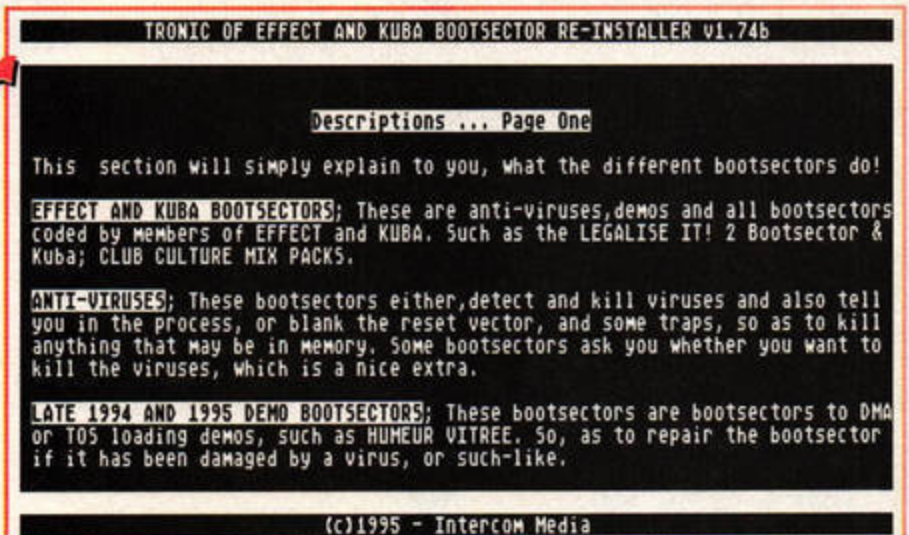 TRONIC OF EFFECT AND KUBA BOOTSECTOR RE-INSTALLER v1.74b
Descriptions ... Page One
This section will simply explain to you, what the different bootsectors do!
EFFECT AND KUBA BOOTSECTORS; These are anti-viruses,demos and all bootsectors
coded by members of EFFECT and KUBA. Such as the LEGALISE IT! 2 Bootsector &
Kuba; CLUB CULTURE MIX PACKS.
ANTI-VIRUSES; These bootsectors either,detect and kill viruses and also tell
you in the process, or blank the reset vector, and some traps, so as to kill
anything that may be in memory. Some bootsectors ask you whether you want to
kill the viruses, which is a nice extra.
LATE 1994 AND 1995 DEMO BOOTSECTORS; These bootsectors are bootsectors to DMA
or TOS loading demos, such as HUMEUR VITREE. So, as to repair the bootsector
if it has been damaged by a virus, or such-like.
(c)1995 - Intercom Media